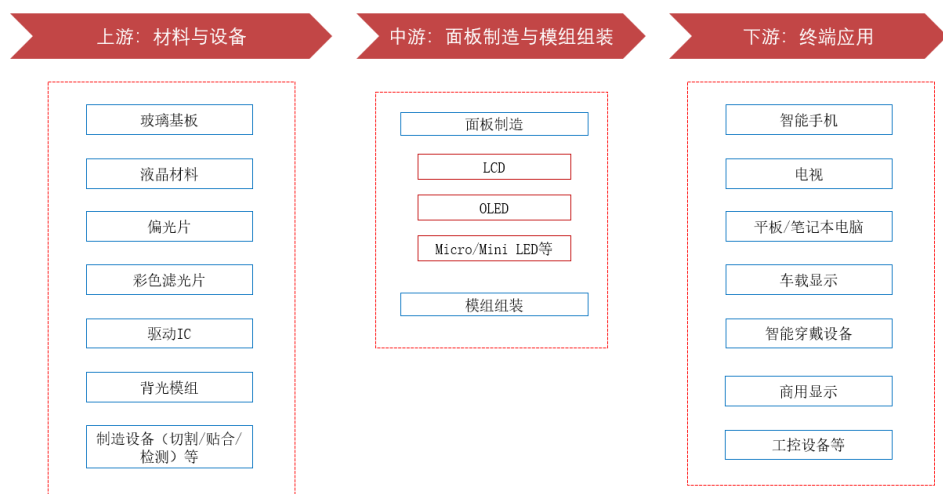 上游：材料与设备
中游：面板制造与模组组装
下游：终端应用
玻璃基板
液晶材料
偏光片
彩色滤光片
驱动IC
背光模组
制造设备（切割/贴合/
检测）等
面板制造
LCD
OLED
Micro/Mini LED等
模组组装
智能手机
电视
平板/笔记本电脑
车载显示
智能穿戴设备
商用显示
工控设备等